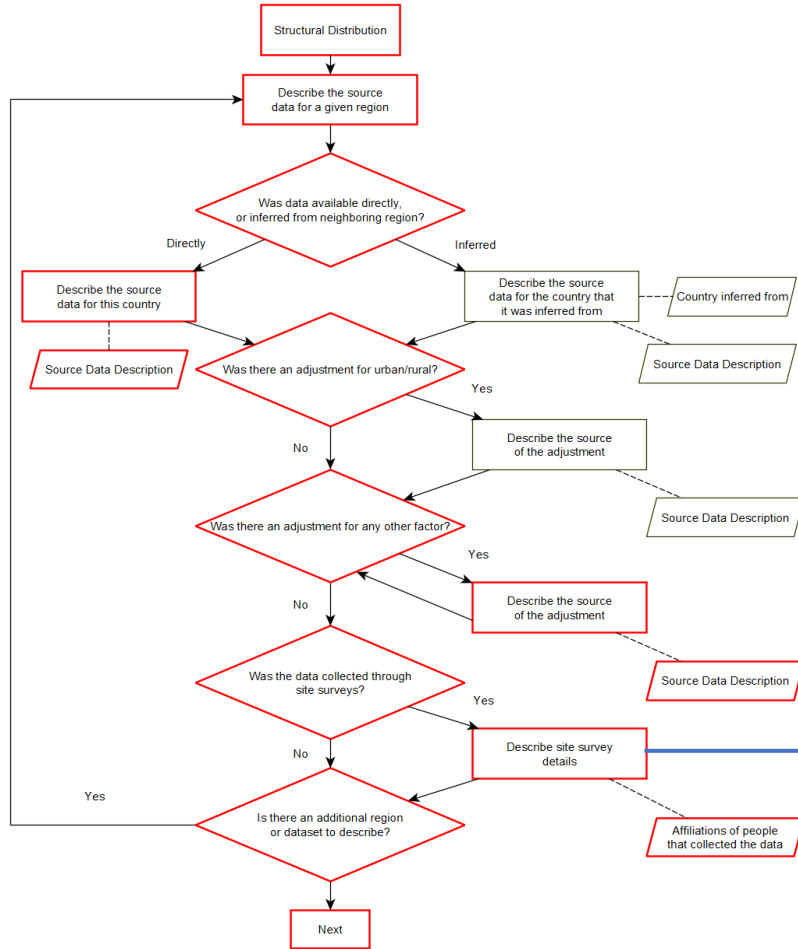 Structural Distribution
Describe the source
data for a given region
Was data available directly,
or inferred from neighboring region?
Directly
Inferred
Describe the source
data for this country
Describe the source
data for the country that
it was inferred from
Country inferred from
Source Data Description
Source Data Description
Was there an adjustment for urban/rural?
Yes
No
Describe the source
of the adjustment
Source Data Description
Was there an adjustment for any other factor?
Yes
No
Describe the source
of the adjustment
Source Data Description
Was the data collected through
site surveys?
Yes
No
Describe site survey
details
Yes
Is there an additional region
or dataset to describe?
Affiliations of people
that collected the data
Next